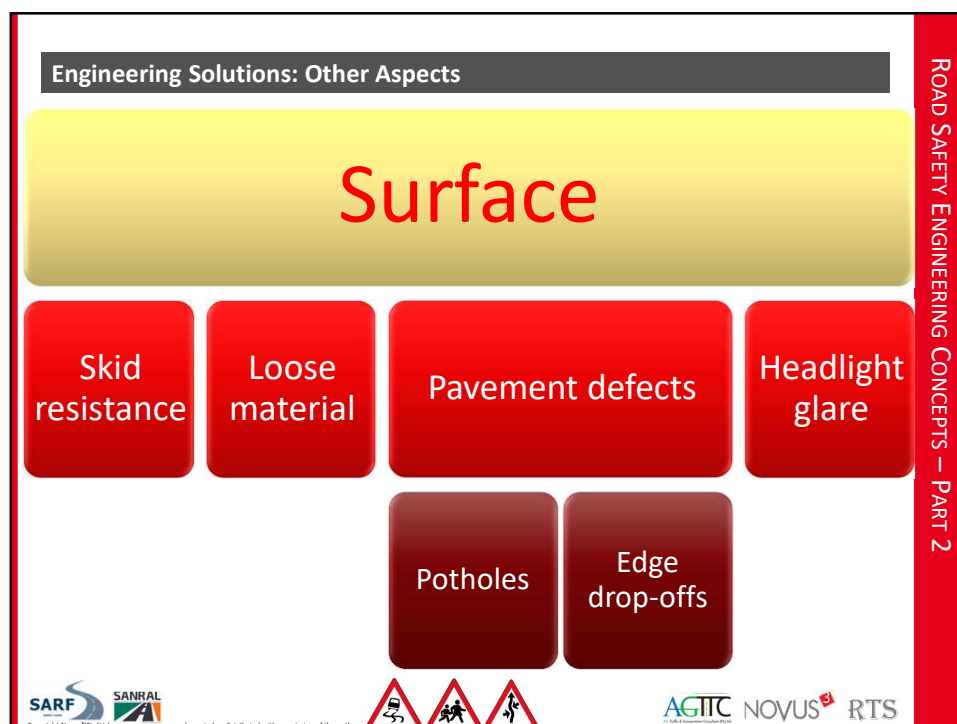 Engineering Solutions: Other Aspects
Surface
Skid
resistance
Loose
material
Pavement defects
Headlight
glare
Potholes
Edge
drop-offs
ROAD SAFETY ENGINEERING CONCEPTS – PART 2
SARF
SANRAL
AGTTC
NOVUS3
RTS